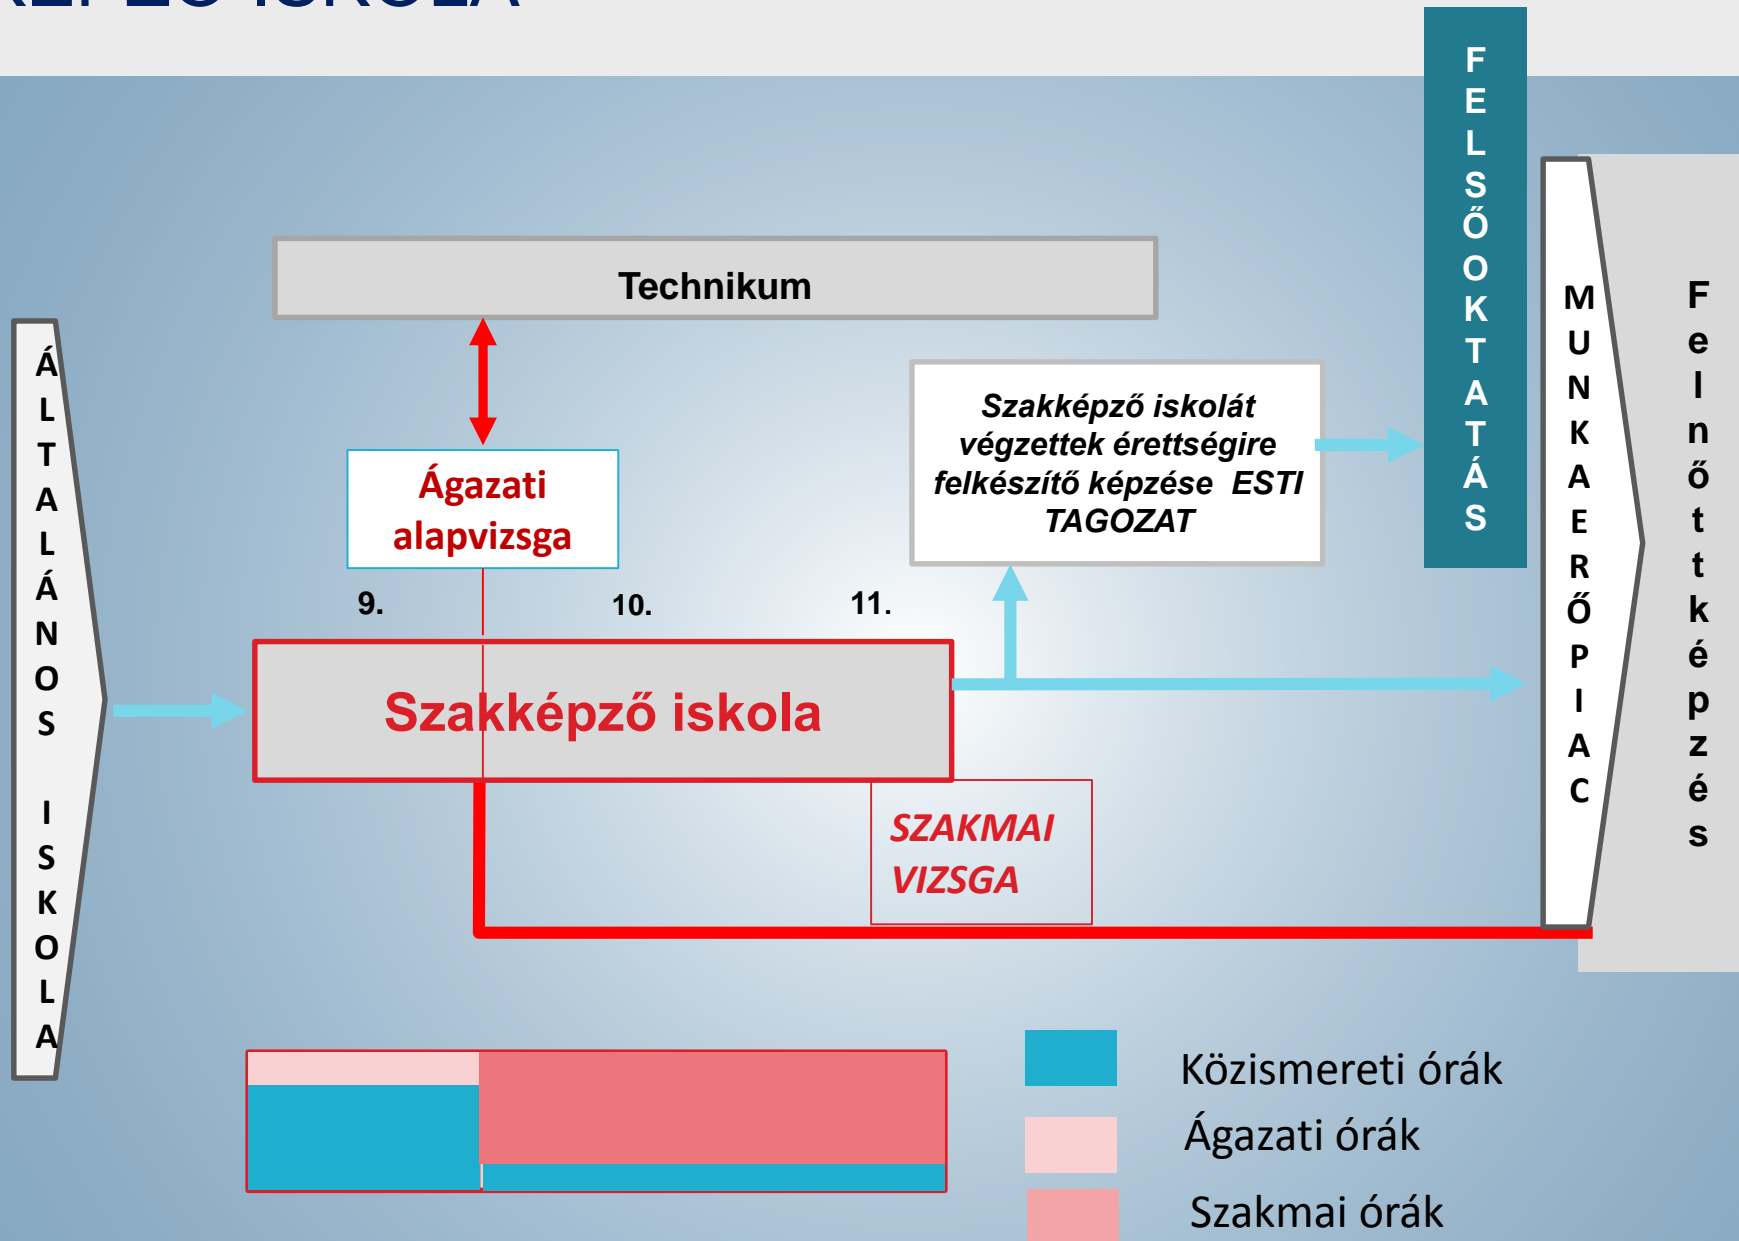 ISKOLA
FELSŐOKTATÁS
Technikum
ÁLTALÁNOS ISKOLA
Ágazati
alapvizsga
Szakképző iskolát
végzettek érettségire
felkészítő képzése ESTI
TAGOZAT
MUNKAERŐPIAC
Felnőttképzés
9.
10.
11.
Szakképző iskola
SZAKMAI
VIZSGA
Közismereti órák
Ágazati órák
Szakmai órák